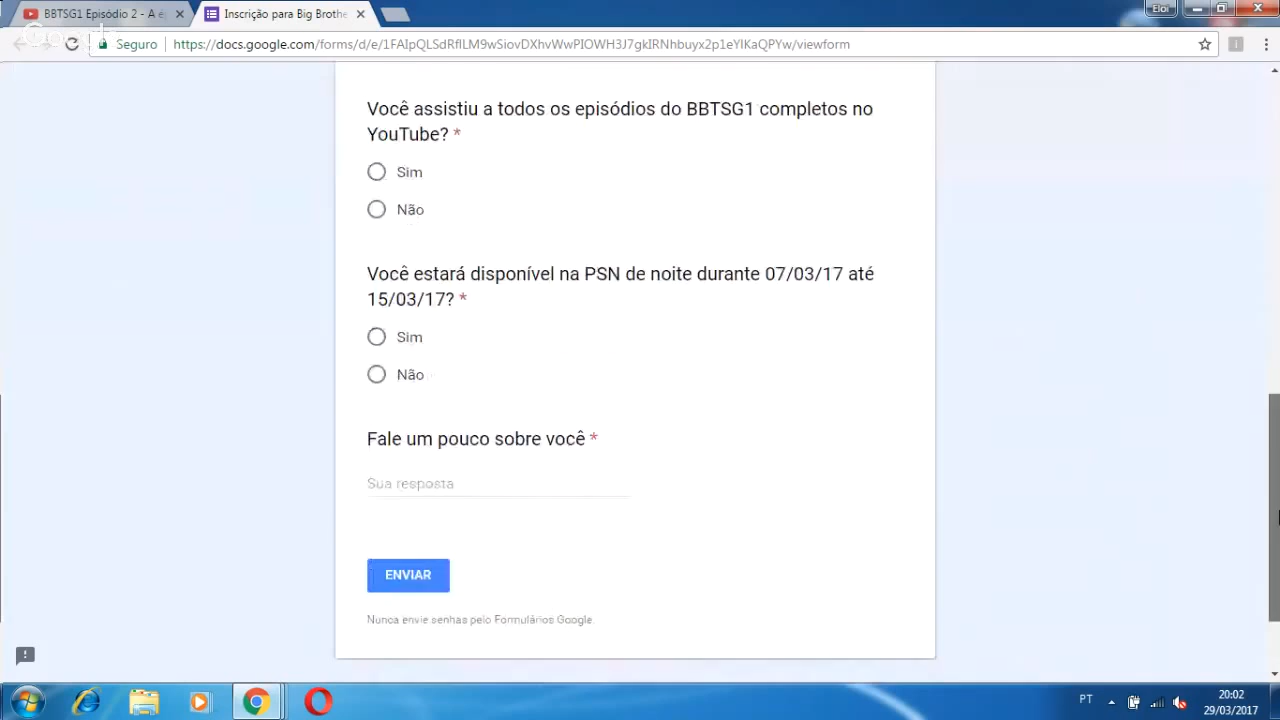 BBTSG1 Episódio 2 - A
Inscrição para Big Brothe
Eloi
Seguro
https://docs.google.com/forms/d/e/1FAIpQLSdRflLM9wSiovDXhvWwPIOWH3J7gkIRNhbuyx2p1eYlKaQPYw/viewform
Você assistiu a todos os episódios do BBTSG1 completos no
YouTube? *
Sim
Não
Você estará disponível na PSN de noite durante 07/03/17 até
15/03/17? *
Sim
Não
Fale um pouco sobre você *
Sua resposta
ENVIAR
Nunca envie senhas pelo Formulários Google.
PT
20:02
29/03/2017